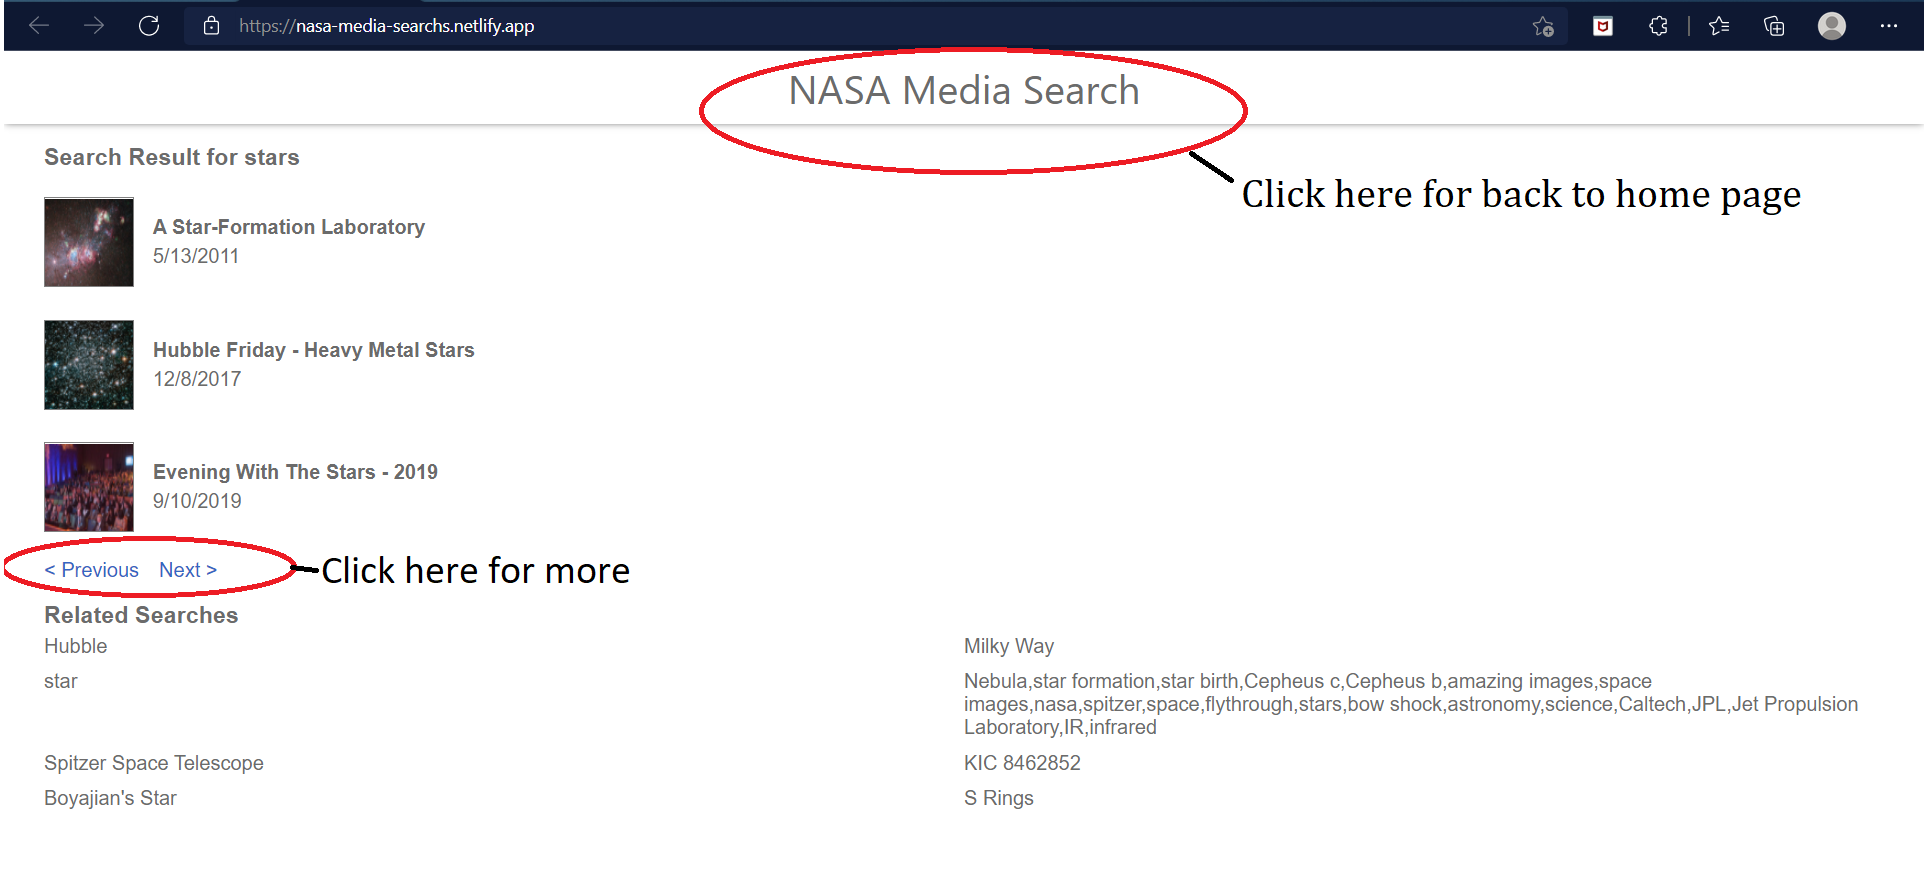 https://nasa-media-searchs.netlify.app
NASA Media Search
Click here for back to home page
Search Result for stars
A Star-Formation Laboratory
5/13/2011
Hubble Friday - Heavy Metal Stars
12/8/2017
Evening With The Stars - 2019
9/10/2019
< Previous Next >
Click here for more
Related Searches
Hubble
Milky Way
star
Nebula,star formation,star birth,Cepheus c,Cepheus b,amazing images,space
images,nasa,spitzer,space,flythrough,stars,bow shock,astronomy,science,Caltech,JPL,Jet Propulsion
Laboratory,IR,infrared
Spitzer Space Telescope
KIC 8462852
Boyajian's Star
S Rings